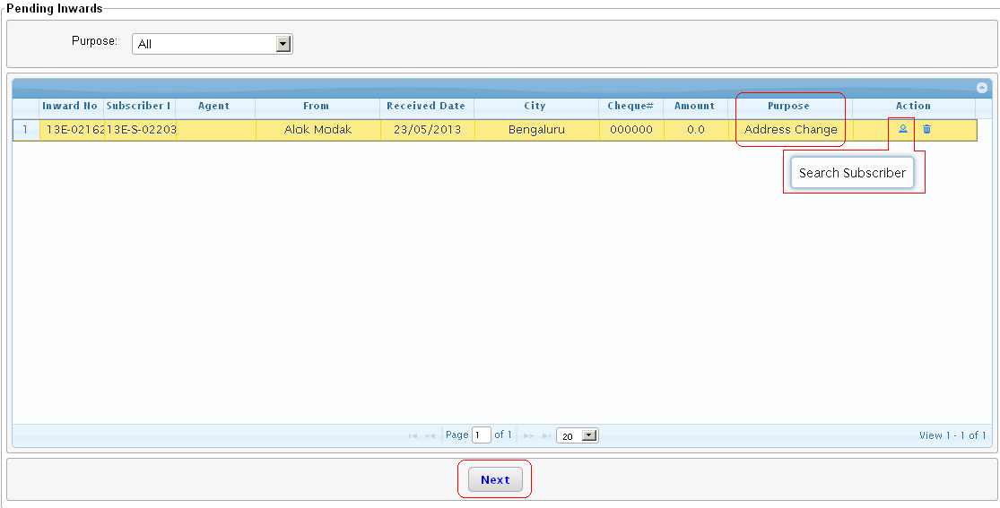 Pending Inwards
Purpose: All
Inward No Subscriber I Agent From Received Date City Cheque# Amount Purpose Action
1 13E-02162 13E-S-02203 Alok Modak 23/05/2013 Bengaluru 000000 0.0 Address Change
Search Subscriber
Page 1 of 1 20 View 1 - 1 of 1
Next